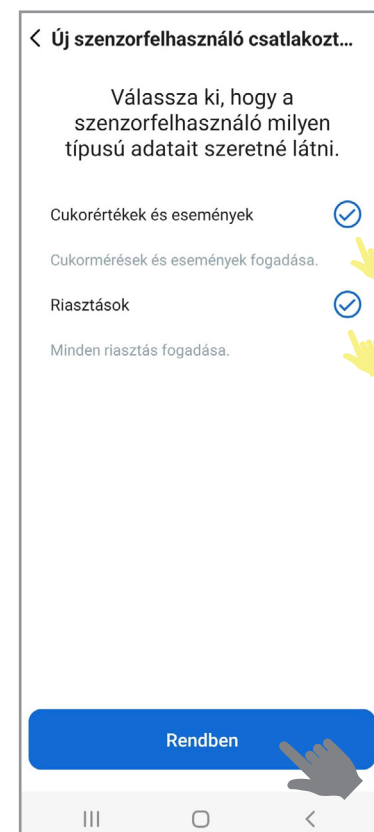 Új szenzorfelhasználó csatlakozt...
Válassza ki, hogy a
szenzorfelhasználó milyen
típusú adatait szeretné látni.
Cukorértékek és események
Cukormérések és események fogadása.
Riasztások
Minden riasztás fogadása.
Rendben